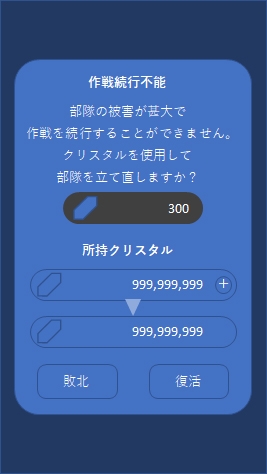 作戦続行不能
部隊の被害が甚大で
作戦を続行することができません。
クリスタルを使用して
部隊を立て直しますか？
300
所持クリスタル
999,999,999 +
999,999,999
敗北 復活